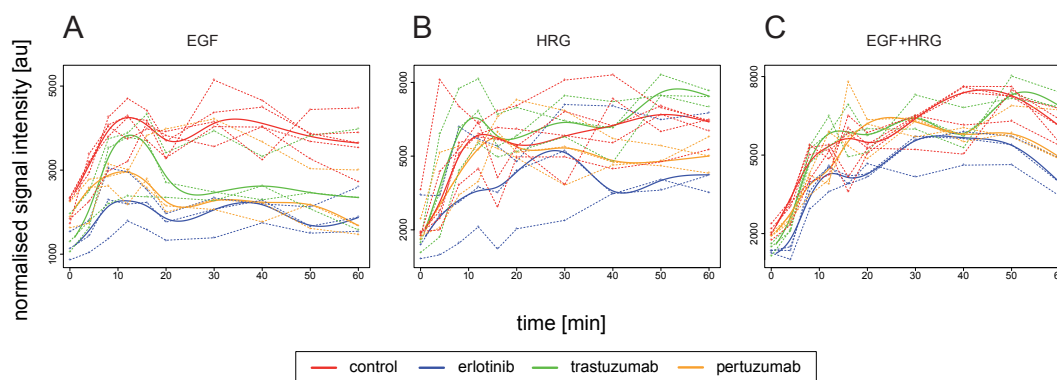 A B C
EGF HRG EGF+HRG
normalised signal intensity [au]
5000 3000 1000
8000 5000 2000
8000 5000 2000
0 10 20 30 40 50 60
0 10 20 30 40 50 60
0 10 20 30 40 50
time [min]
control erlotinib trastuzumab pertuzumab